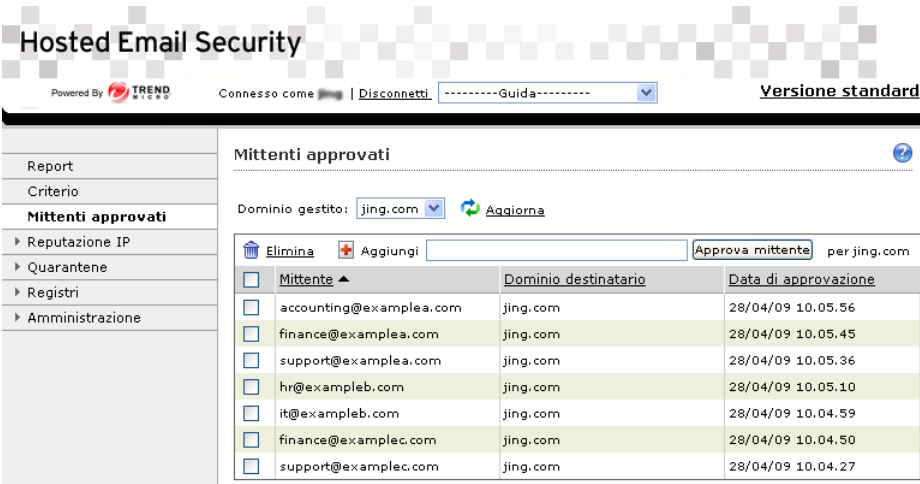 Hosted Email Security
Powered By TREND MICRO Connesso come | Disconnetti ---------Guida--------- Versione standard
Mittenti approvati
Report
Criterio
Mittenti approvati
Reputazione IP
Quarantene
Registri
Amministrazione
Dominio gestito: jing.com Aggiorna
Elimina Aggiungi Approva mittente per jing.com
Mittente Dominio destinatario Data di approvazione
accounting@examplea.com jing.com 28/04/09 10.05.56
finance@examplea.com jing.com 28/04/09 10.05.45
support@examplea.com jing.com 28/04/09 10.05.36
hr@exampleb.com jing.com 28/04/09 10.05.10
it@exampleb.com jing.com 28/04/09 10.04.59
finance@examplec.com jing.com 28/04/09 10.04.50
support@examplec.com jing.com 28/04/09 10.04.27